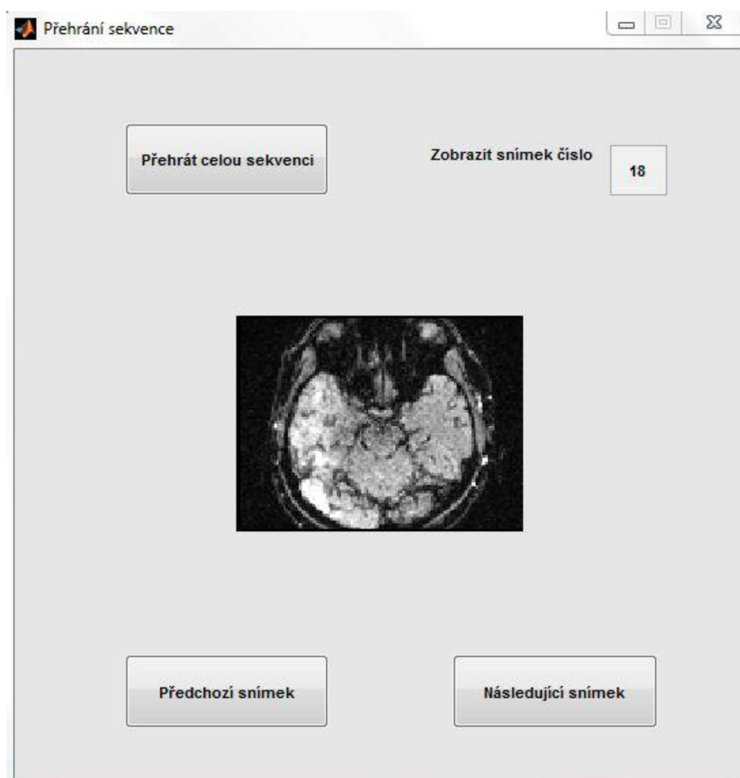 Přehrání sekvence
Přehrát celou sekvenci
Zobrazit snímek číslo
18
Předchozí snímek
Následující snímek